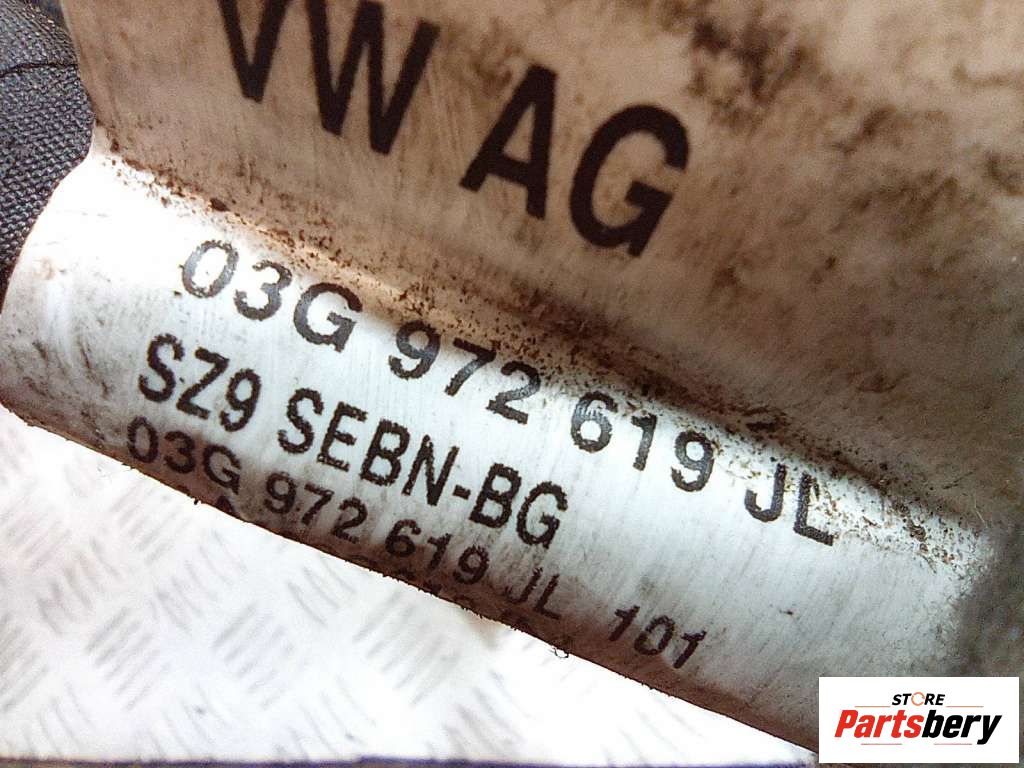 VW AG
03G 972 619 JL
SZ9 SEBN-BG
03G 972 619 JL 101
STORE
Partsbery